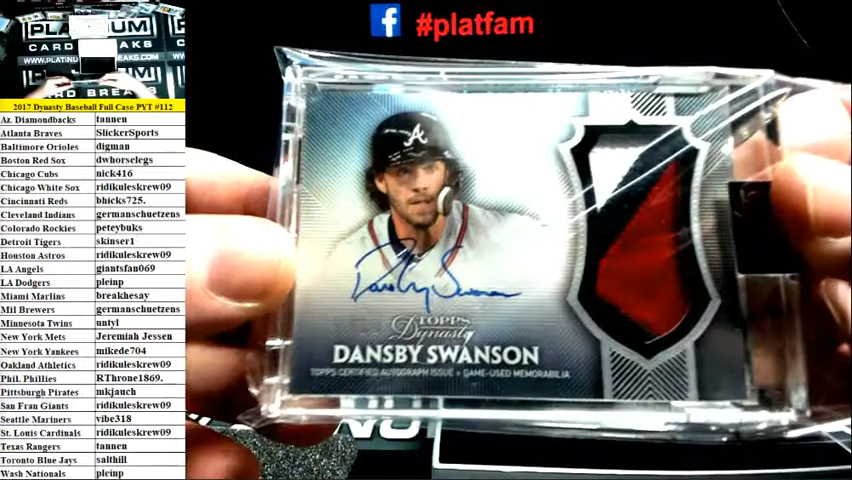 #platfam
PLATINUM
CARD BREAKS
2017 Dynasty Baseball Full Case PYT #112
Az. Diamondbacks tannen
Atlanta Braves SlickerSports
Baltimore Orioles digman
Boston Red Sox dwhorselegs
Chicago Cubs nick416
Chicago White Sox ridikuleskrew09
Cincinnati Reds bhicks725.
Cleveland Indians germanschuetzens
Colorado Rockies peteybuks
Detroit Tigers skinser1
Houston Astros ridikuleskrew09
LA Angels giantsfan069
LA Dodgers pleinp
Miami Marlins breakhesay
Mil Brewers germanschuetzens
Minnesota Twins untyl
New York Mets Jeremiah Jessen
New York Yankees mikede704
Oakland Athletics ridikuleskrew09
Phil. Phillies RThrone1869.
Pittsburgh Pirates mkjauch
San Fran Giants ridikuleskrew09
Seattle Mariners vibe318
St. Louis Cardinals ridikuleskrew09
Texas Rangers tannen
Toronto Blue Jays salthill
Wash Nationals pleinp
A
Dansby Swanson
TOPPS
Dynasty
DANSBY SWANSON
TOPPS CERTIFIED AUTOGRAPH ISSUE • GAME-USED MEMORABILIA